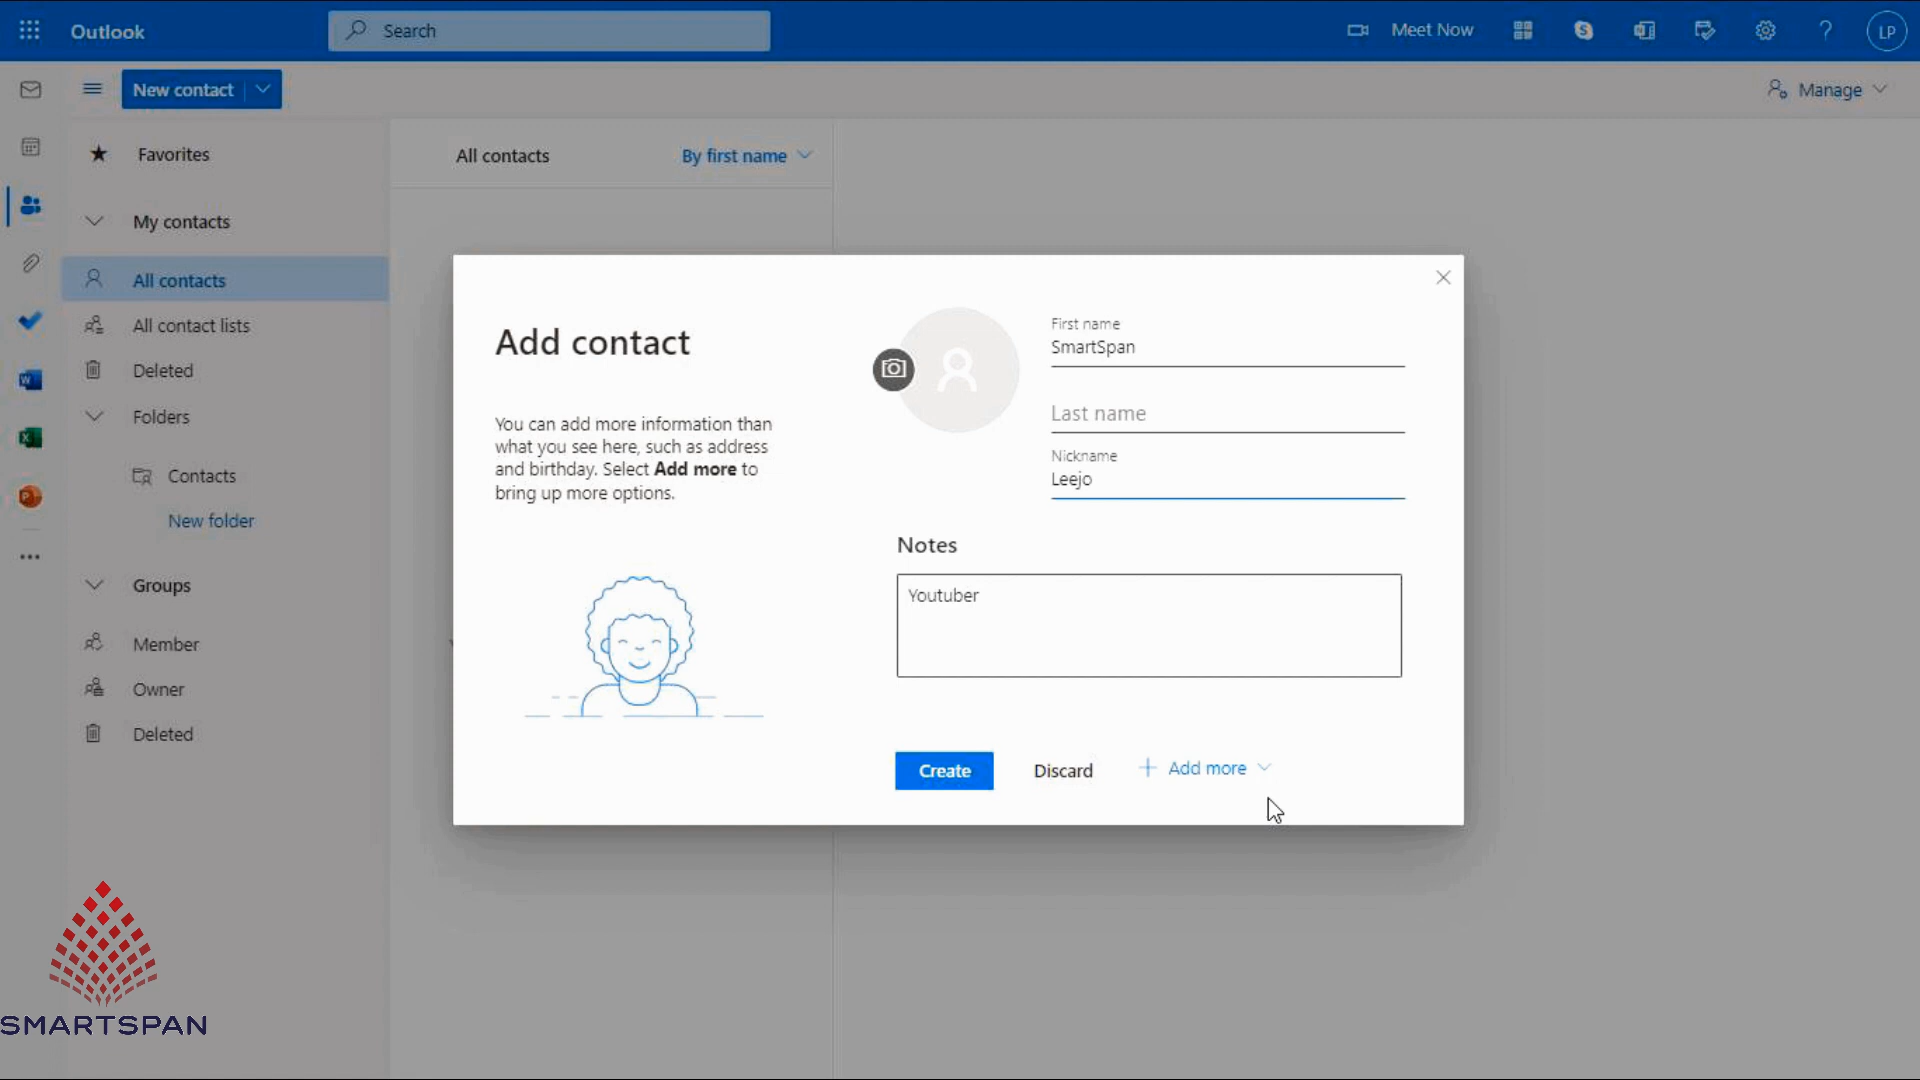 Outlook
Search
Meet Now
LP
New contact
Manage
Favorites
All contacts
By first name
My contacts
All contacts
All contact lists
Deleted
Folders
Contacts
New folder
Groups
Member
Owner
Deleted
Add contact
You can add more information than
what you see here, such as address
and birthday. Select Add more to
bring up more options.
First name
SmartSpan
Last name
Nickname
Leejo
Notes
Youtuber
Create
Discard
Add more
SMARTSPAN